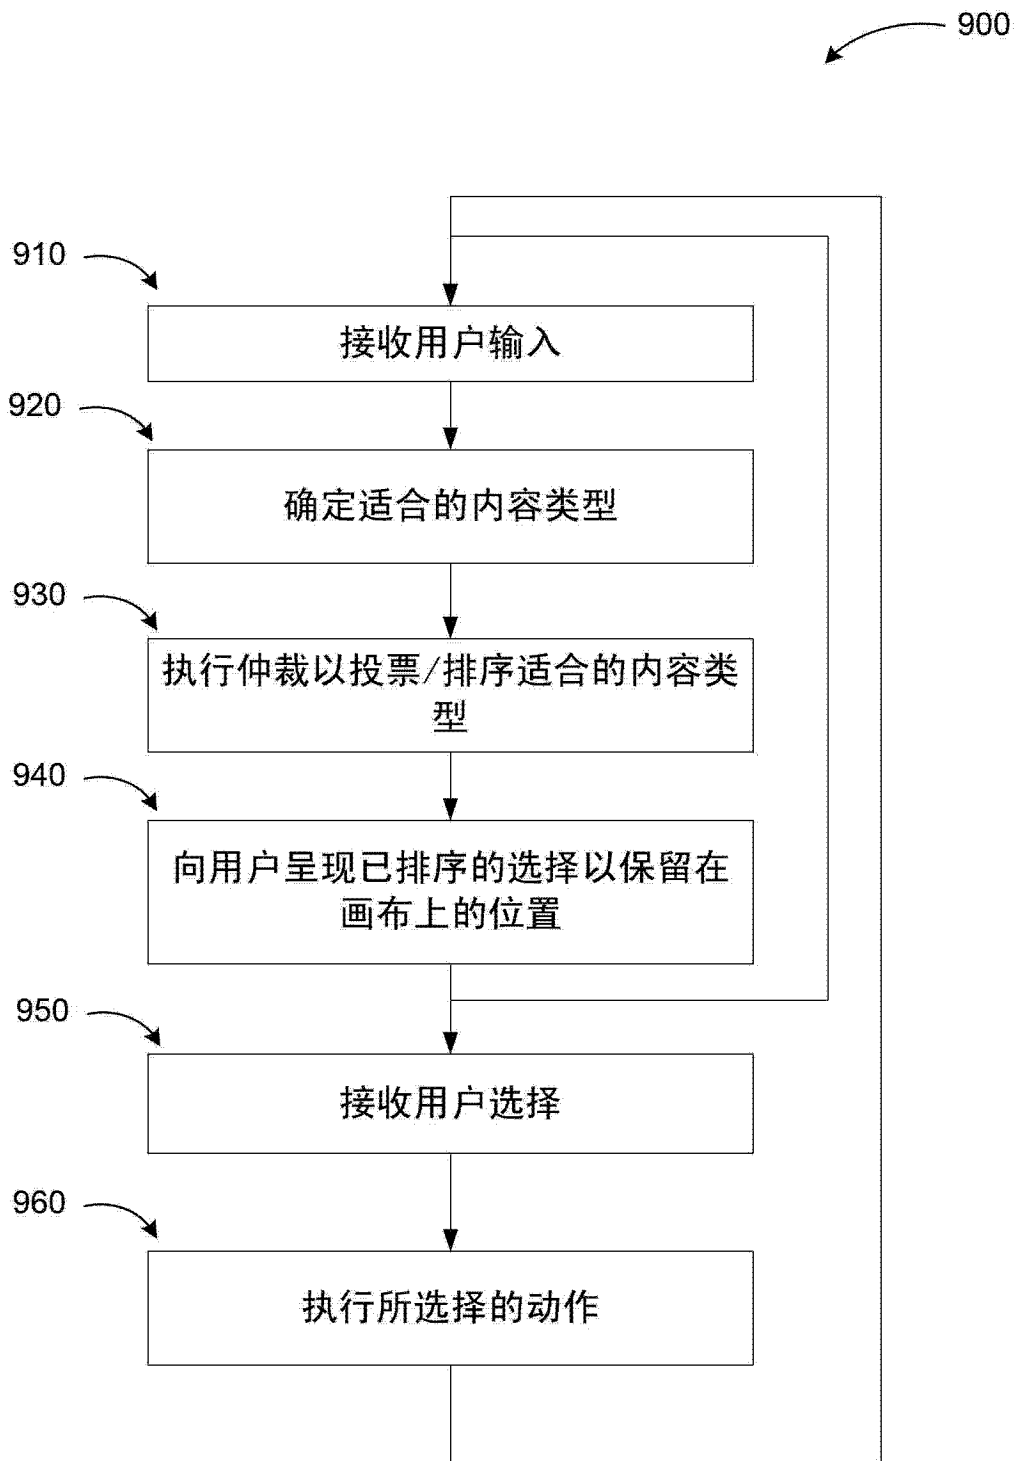 900
910
接收用户输入
920
确定适合的内容类型
930
执行仲裁以投票/排序适合的内容类
型
940
向用户呈现已排序的选择以保留在
画布上的位置
950
接收用户选择
960
执行所选择的动作